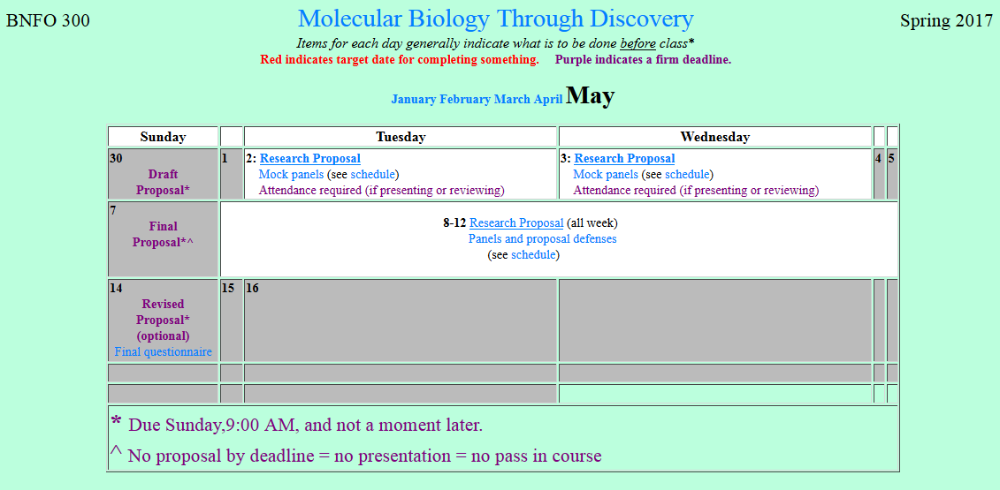 BNFO 300
Molecular Biology Through Discovery
Spring 2017
Items for each day generally indicate what is to be done before class*
Red indicates target date for completing something. Purple indicates a firm deadline.
January February March April May
Sunday
Tuesday
Wednesday
30
Draft
Proposal*
1
2: Research Proposal
Mock panels (see schedule)
Attendance required (if presenting or reviewing)
3: Research Proposal
Mock panels (see schedule)
Attendance required (if presenting or reviewing)
4
5
7
Final
Proposal*^
8-12 Research Proposal (all week)
Panels and proposal defenses
(see schedule)
14
Revised
Proposal*
(optional)
Final questionnaire
15
16
* Due Sunday,9:00 AM, and not a moment later.
^ No proposal by deadline = no presentation = no pass in course